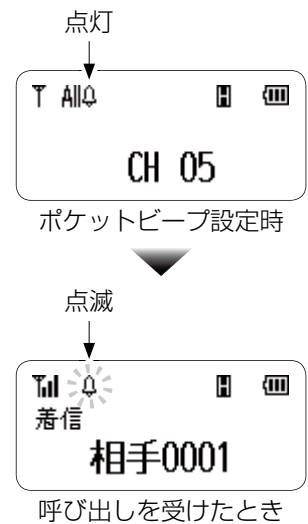 点灯
All H
CH 05
ポケットビープ設定時
点滅
H
着信
相手0001
呼び出しを受けたとき